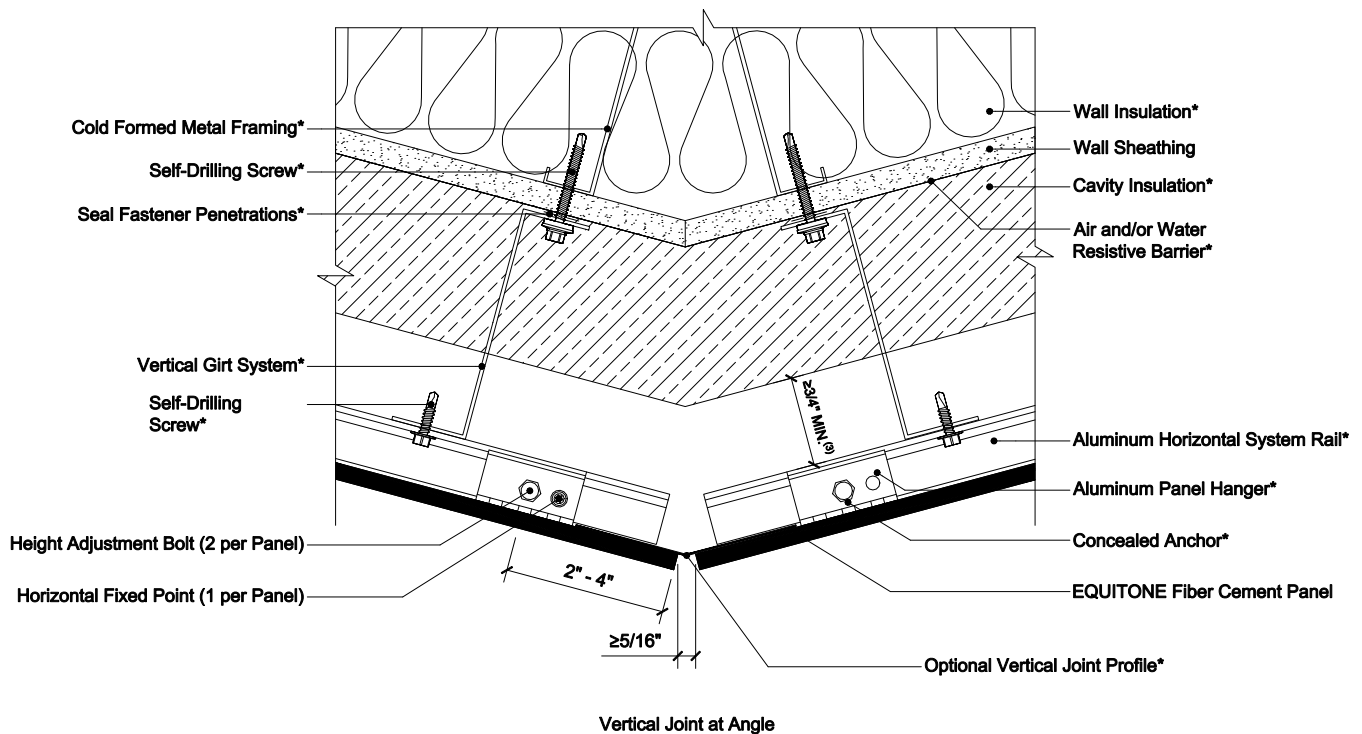 Cold Formed Metal Framing*
Self-Drilling Screw*
Seal Fastener Penetrations*
Vertical Girt System*
Self-Drilling
Screw*
Height Adjustment Bolt (2 per Panel)
Horizontal Fixed Point (1 per Panel)
Wall Insulation*
Wall Sheathing
Cavity Insulation*
Air and/or Water
Resistive Barrier*
≥3/4" MIN.(3)
Aluminum Horizontal System Rail*
Aluminum Panel Hanger*
Concealed Anchor*
EQUITONE Fiber Cement Panel
2" - 4"
≥5/16"
Optional Vertical Joint Profile*
Vertical Joint at Angle